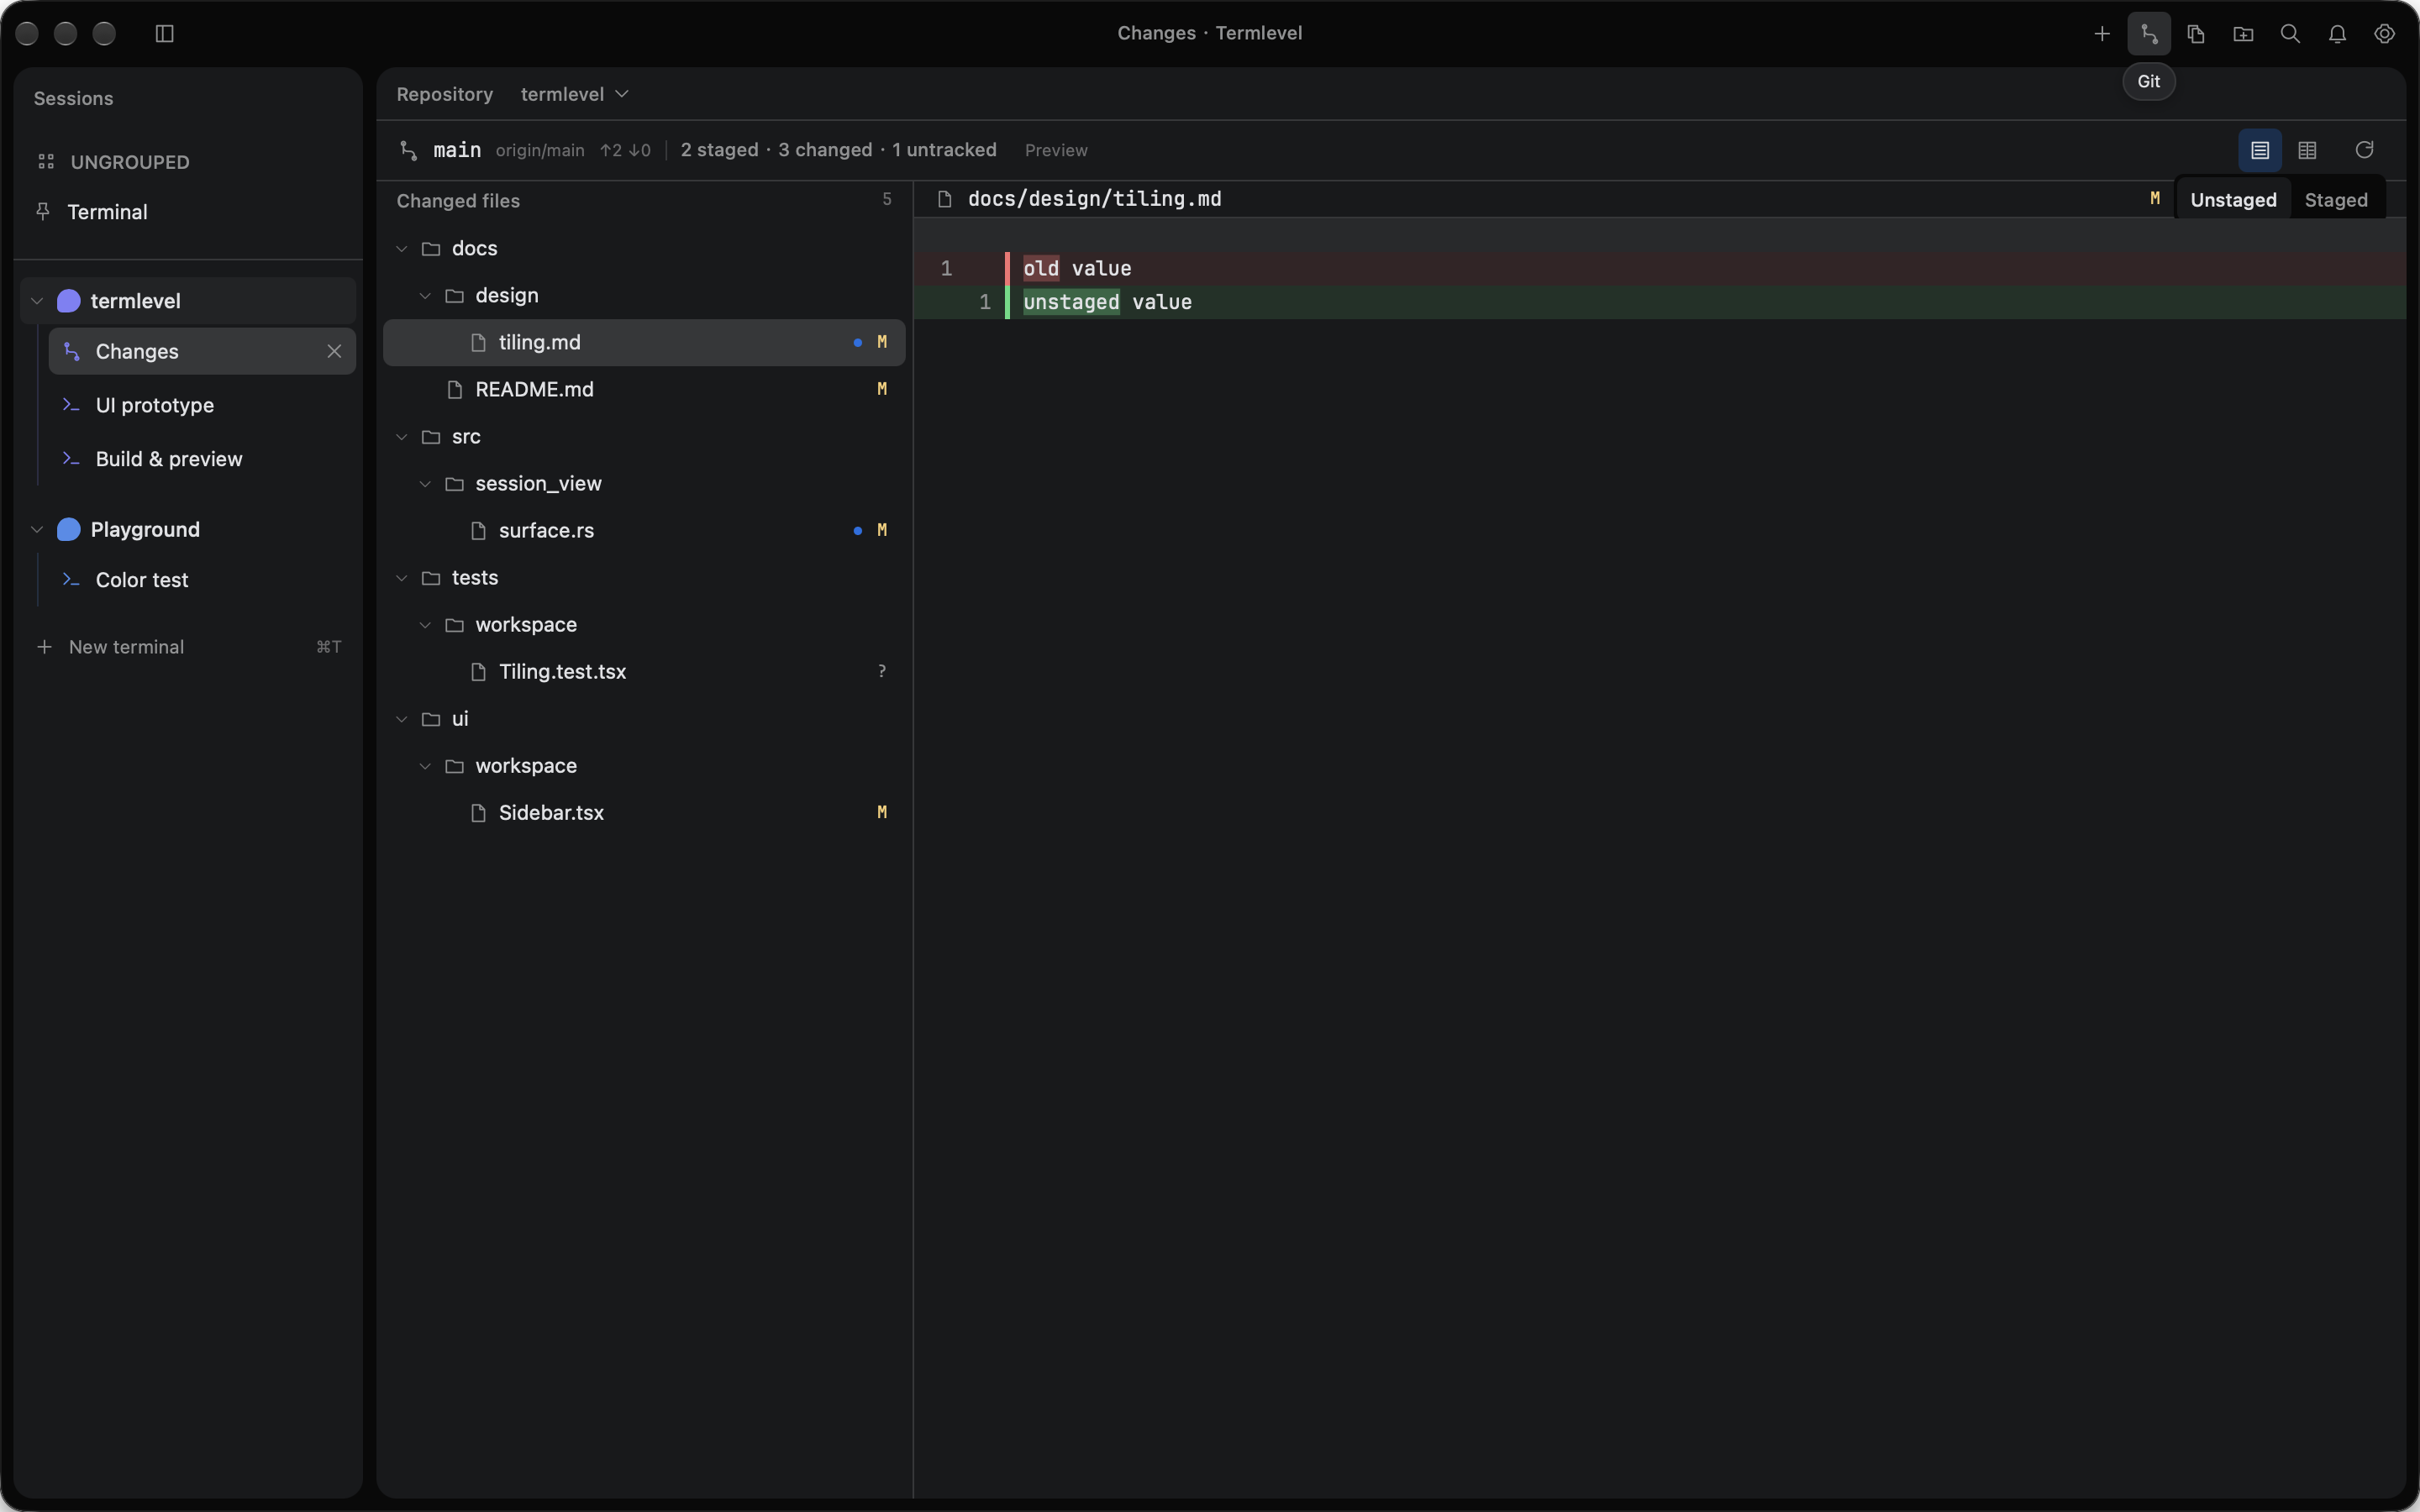 Changes · Termlevel
Git
Sessions
UNGROUPED
Terminal
termlevel
Changes
UI prototype
Build & preview
Playground
Color test
New terminal ⌘T
Repository termlevel
main origin/main ↑2 ↓0 2 staged · 3 changed · 1 untracked Preview
Changed files 5
docs
design
tiling.md M
README.md M
src
session_view
surface.rs M
tests
workspace
Tiling.test.tsx ?
ui
workspace
Sidebar.tsx M
docs/design/tiling.md M Unstaged Staged
1 old value
1 unstaged value